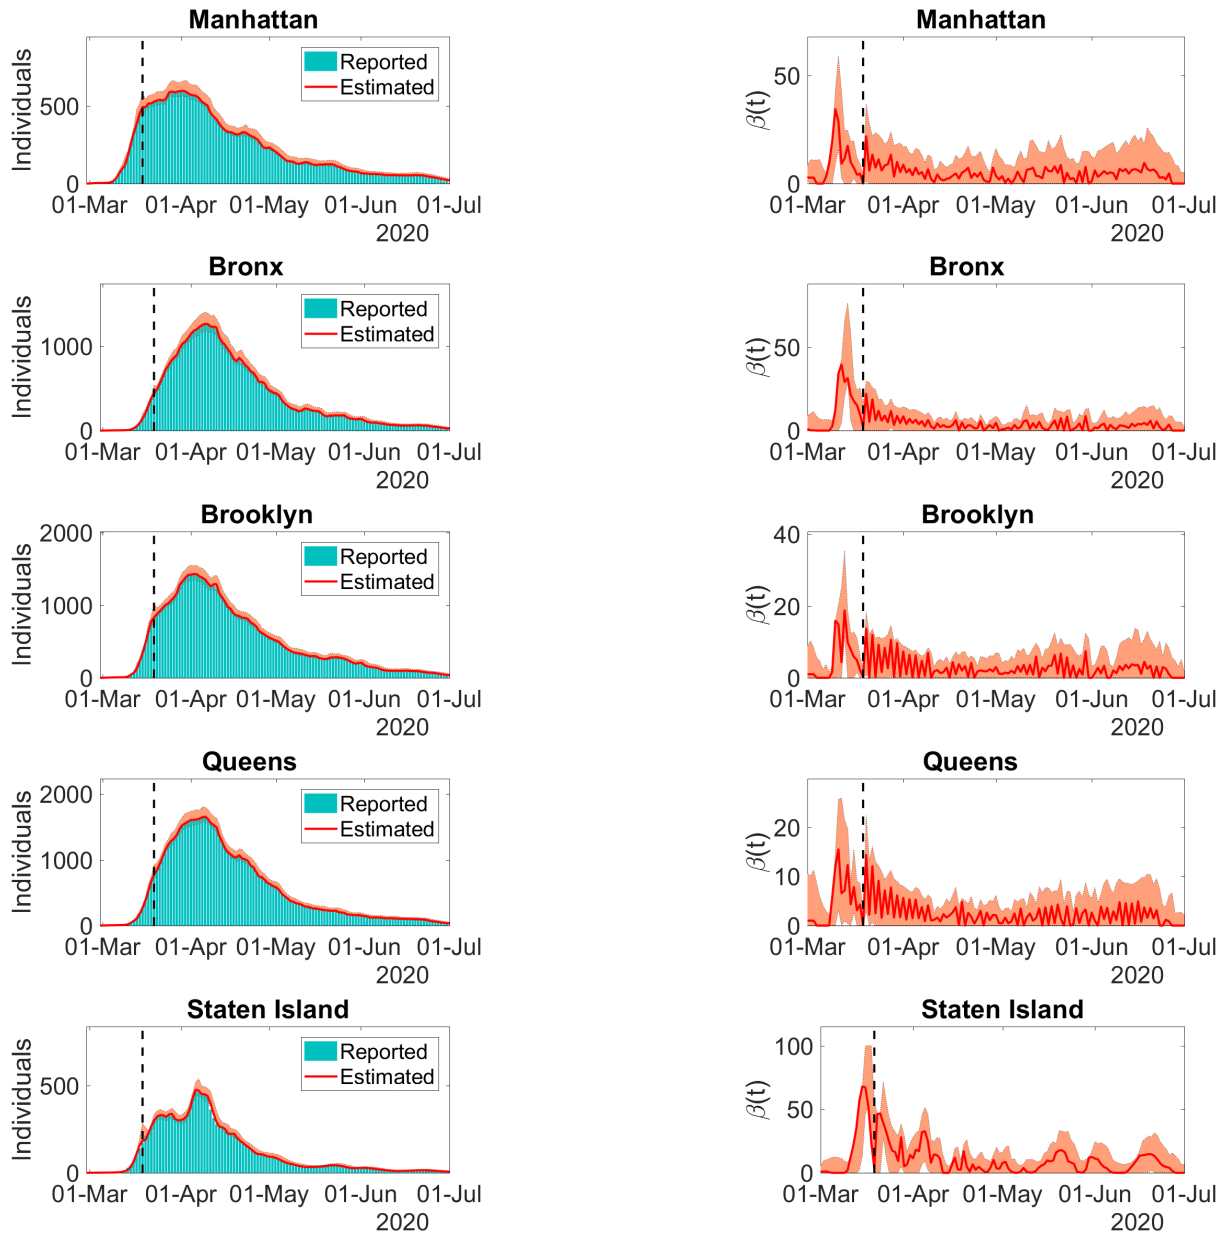 Manhattan
Individuals
500
0
Reported
Estimated
01-Mar 01-Apr 01-May 01-Jun 01-Jul
2020
Manhattan
β(t)
50
0
01-Mar 01-Apr 01-May 01-Jun 01-Jul
2020
Bronx
Individuals
1000
0
Reported
Estimated
01-Mar 01-Apr 01-May 01-Jun 01-Jul
2020
Bronx
β(t)
50
0
01-Mar 01-Apr 01-May 01-Jun 01-Jul
2020
Brooklyn
Individuals
2000
1000
0
Reported
Estimated
01-Mar 01-Apr 01-May 01-Jun 01-Jul
2020
Brooklyn
β(t)
40
20
0
01-Mar 01-Apr 01-May 01-Jun 01-Jul
2020
Queens
Individuals
2000
1000
0
Reported
Estimated
01-Mar 01-Apr 01-May 01-Jun 01-Jul
2020
Queens
β(t)
20
10
0
01-Mar 01-Apr 01-May 01-Jun 01-Jul
2020
Staten Island
Individuals
500
0
Reported
Estimated
01-Mar 01-Apr 01-May 01-Jun 01-Jul
2020
Staten Island
β(t)
100
50
0
01-Mar 01-Apr 01-May 01-Jun 01-Jul
2020